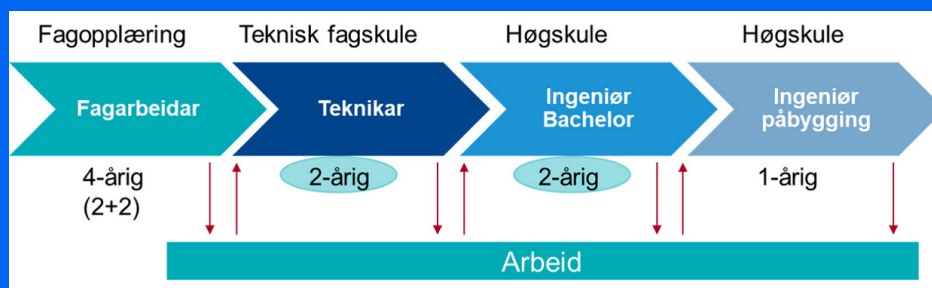 Fagopplæring
Teknisk fagskule
Høgskule
Høgskule
Fagarbeidar
Teknikar
Ingeniør
Bachelor
Ingeniør
påbygging
4-årig
(2+2)
2-årig
2-årig
1-årig
Arbeid